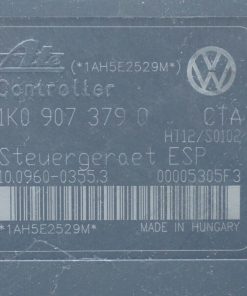 Ate (*1AH5E2529M*)
Controller
1K0 907 379 Q CTA
H112/S0102
Steuergeraet ESP
10.0960-0355.3 00005305F3
MADE IN HUNGARY
*1AH5E2529M*